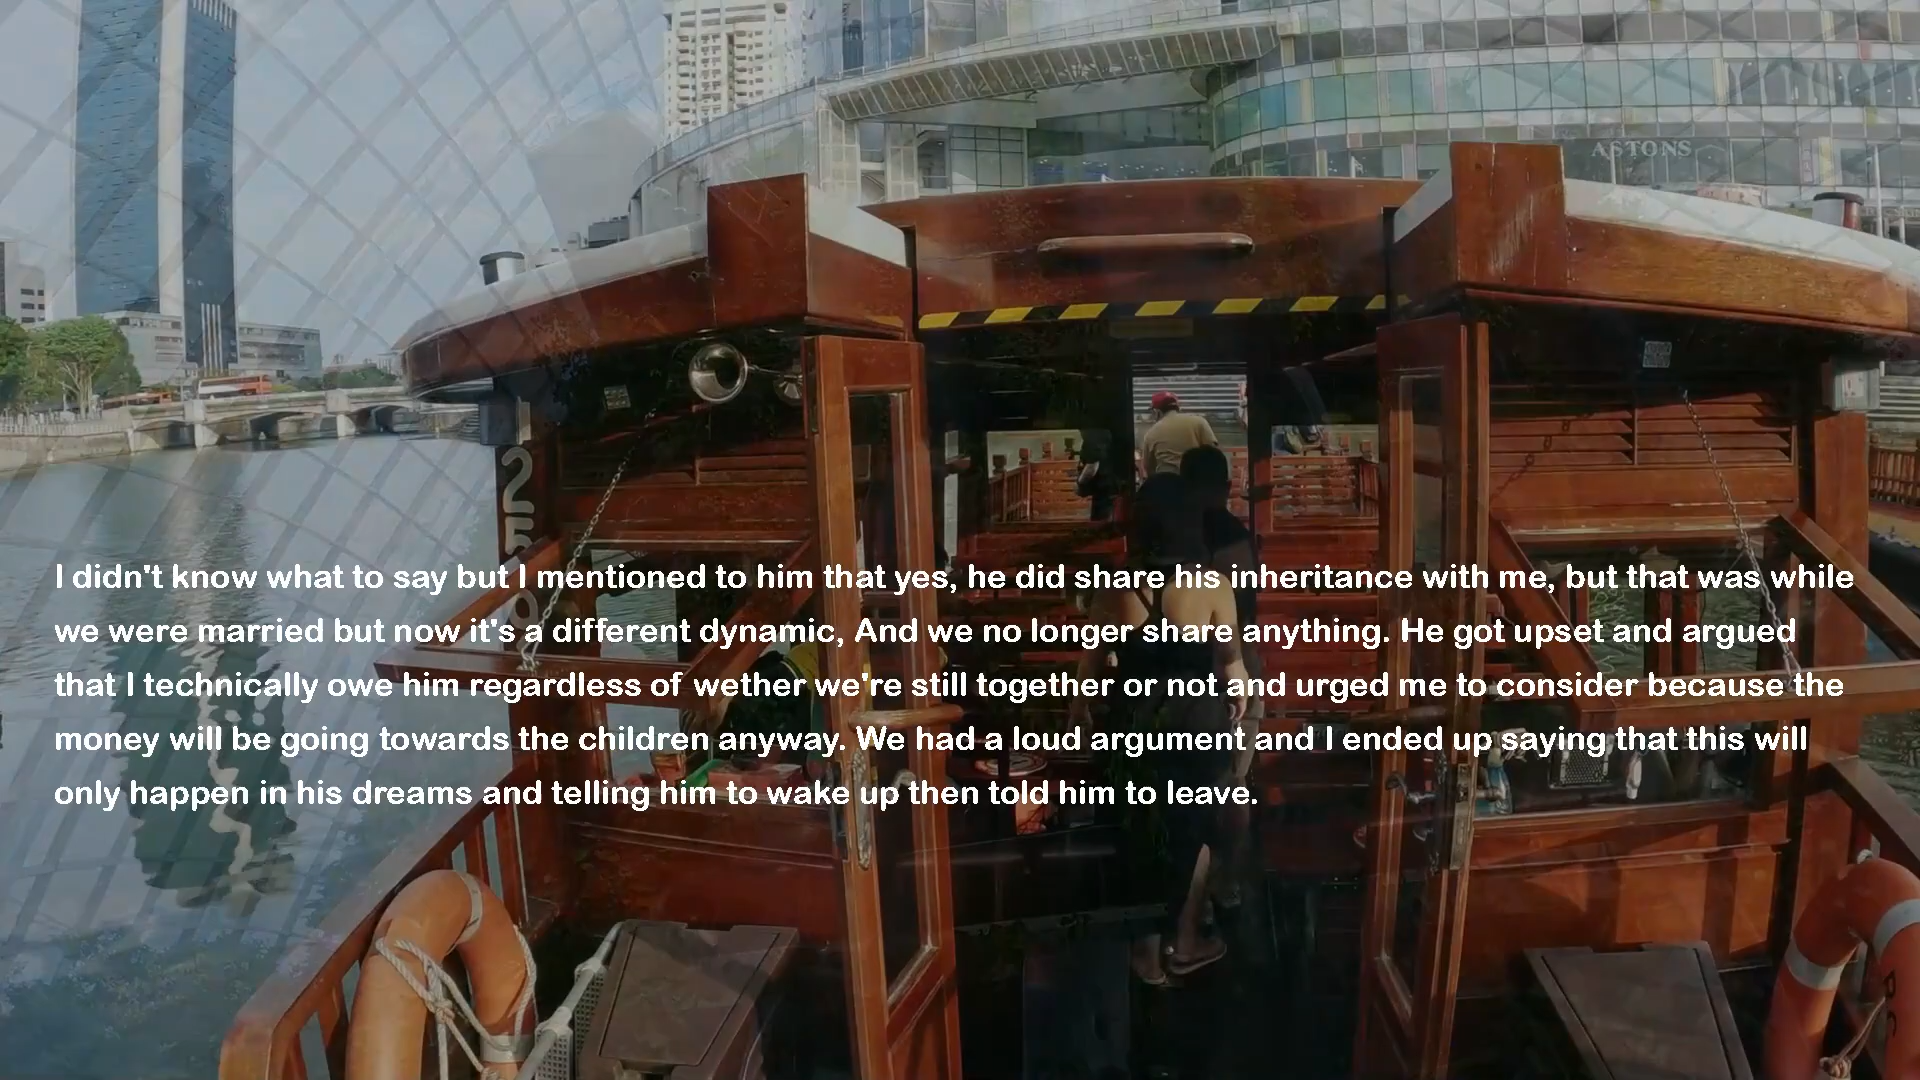 ASTONS
25
I didn't know what to say but I mentioned to him that yes, he did share his inheritance with me, but that was while
we were married but now it's a different dynamic, And we no longer share anything. He got upset and argued
that I technically owe him regardless of wether we're still together or not and urged me to consider because the
money will be going towards the children anyway. We had a loud argument and I ended up saying that this will
only happen in his dreams and telling him to wake up then told him to leave.